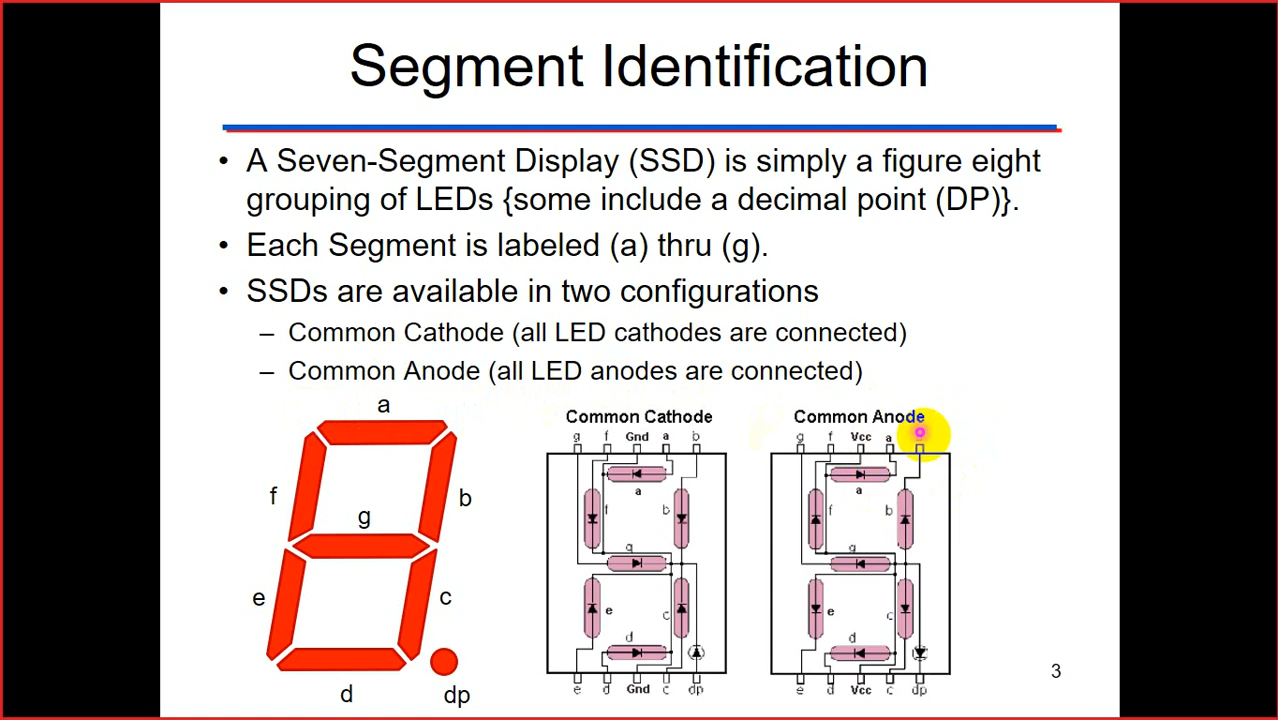 Segment Identification
• A Seven-Segment Display (SSD) is simply a figure eight
grouping of LEDs {some include a decimal point (DP)}.
• Each Segment is labeled (a) thru (g).
• SSDs are available in two configurations
– Common Cathode (all LED cathodes are connected)
– Common Anode (all LED anodes are connected)
a
f
b
g
e
c
d
dp
Common Cathode
g f Gnd a b
a
f b
g
e c
d
e d Gnd c dp
Common Anode
g f Vcc a
a
f b
g
e c
d
e d Vcc c dp
3